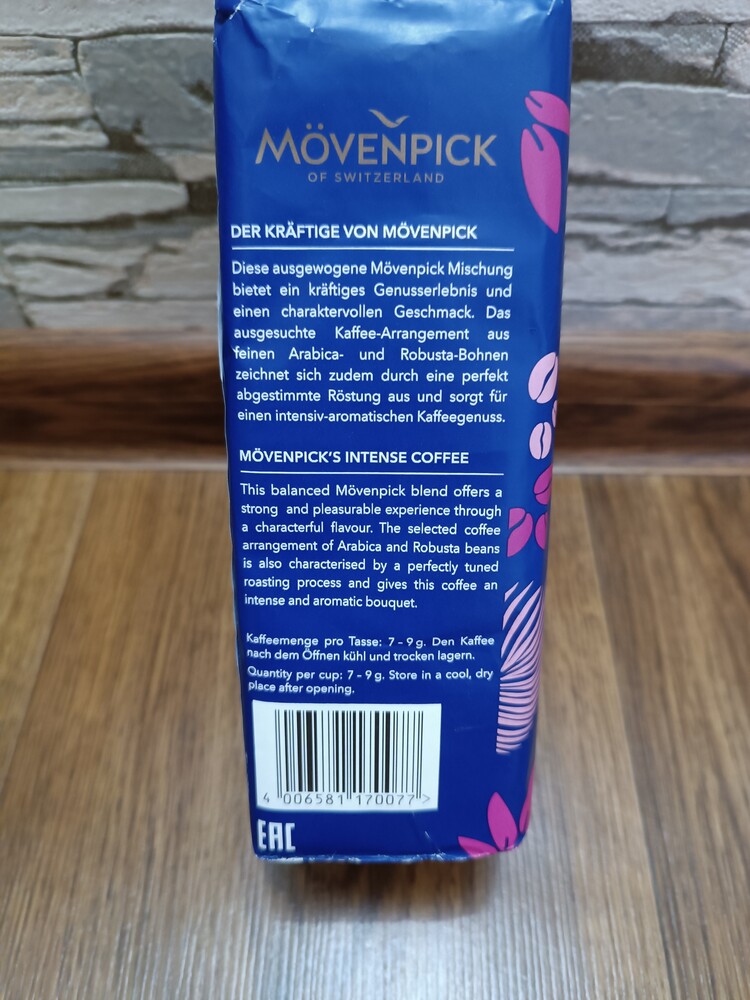 MÖVENPICK
OF SWITZERLAND
DER KRÄFTIGE VON MÖVENPICK
Diese ausgewogene Mövenpick Mischung
bietet ein kräftiges Genusserlebnis und
einen charaktervollen Geschmack. Das
ausgesuchte Kaffee-Arrangement aus
feinen Arabica- und Robusta-Bohnen
zeichnet sich zudem durch eine perfekt
abgestimmte Röstung aus und sorgt für
einen intensiv-aromatischen Kaffeegenuss.
MÖVENPICK'S INTENSE COFFEE
This balanced Mövenpick blend offers a
strong and pleasurable experience through
a characterful flavour. The selected coffee
arrangement of Arabica and Robusta beans
is also characterised by a perfectly tuned
roasting process and gives this coffee an
intense and aromatic bouquet.
Kaffeemenge pro Tasse: 7 – 9 g. Den Kaffee
nach dem Öffnen kühl und trocken lagern.
Quantity per cup: 7 – 9 g. Store in a cool, dry
place after opening.
4 006581 170077 >
EAC